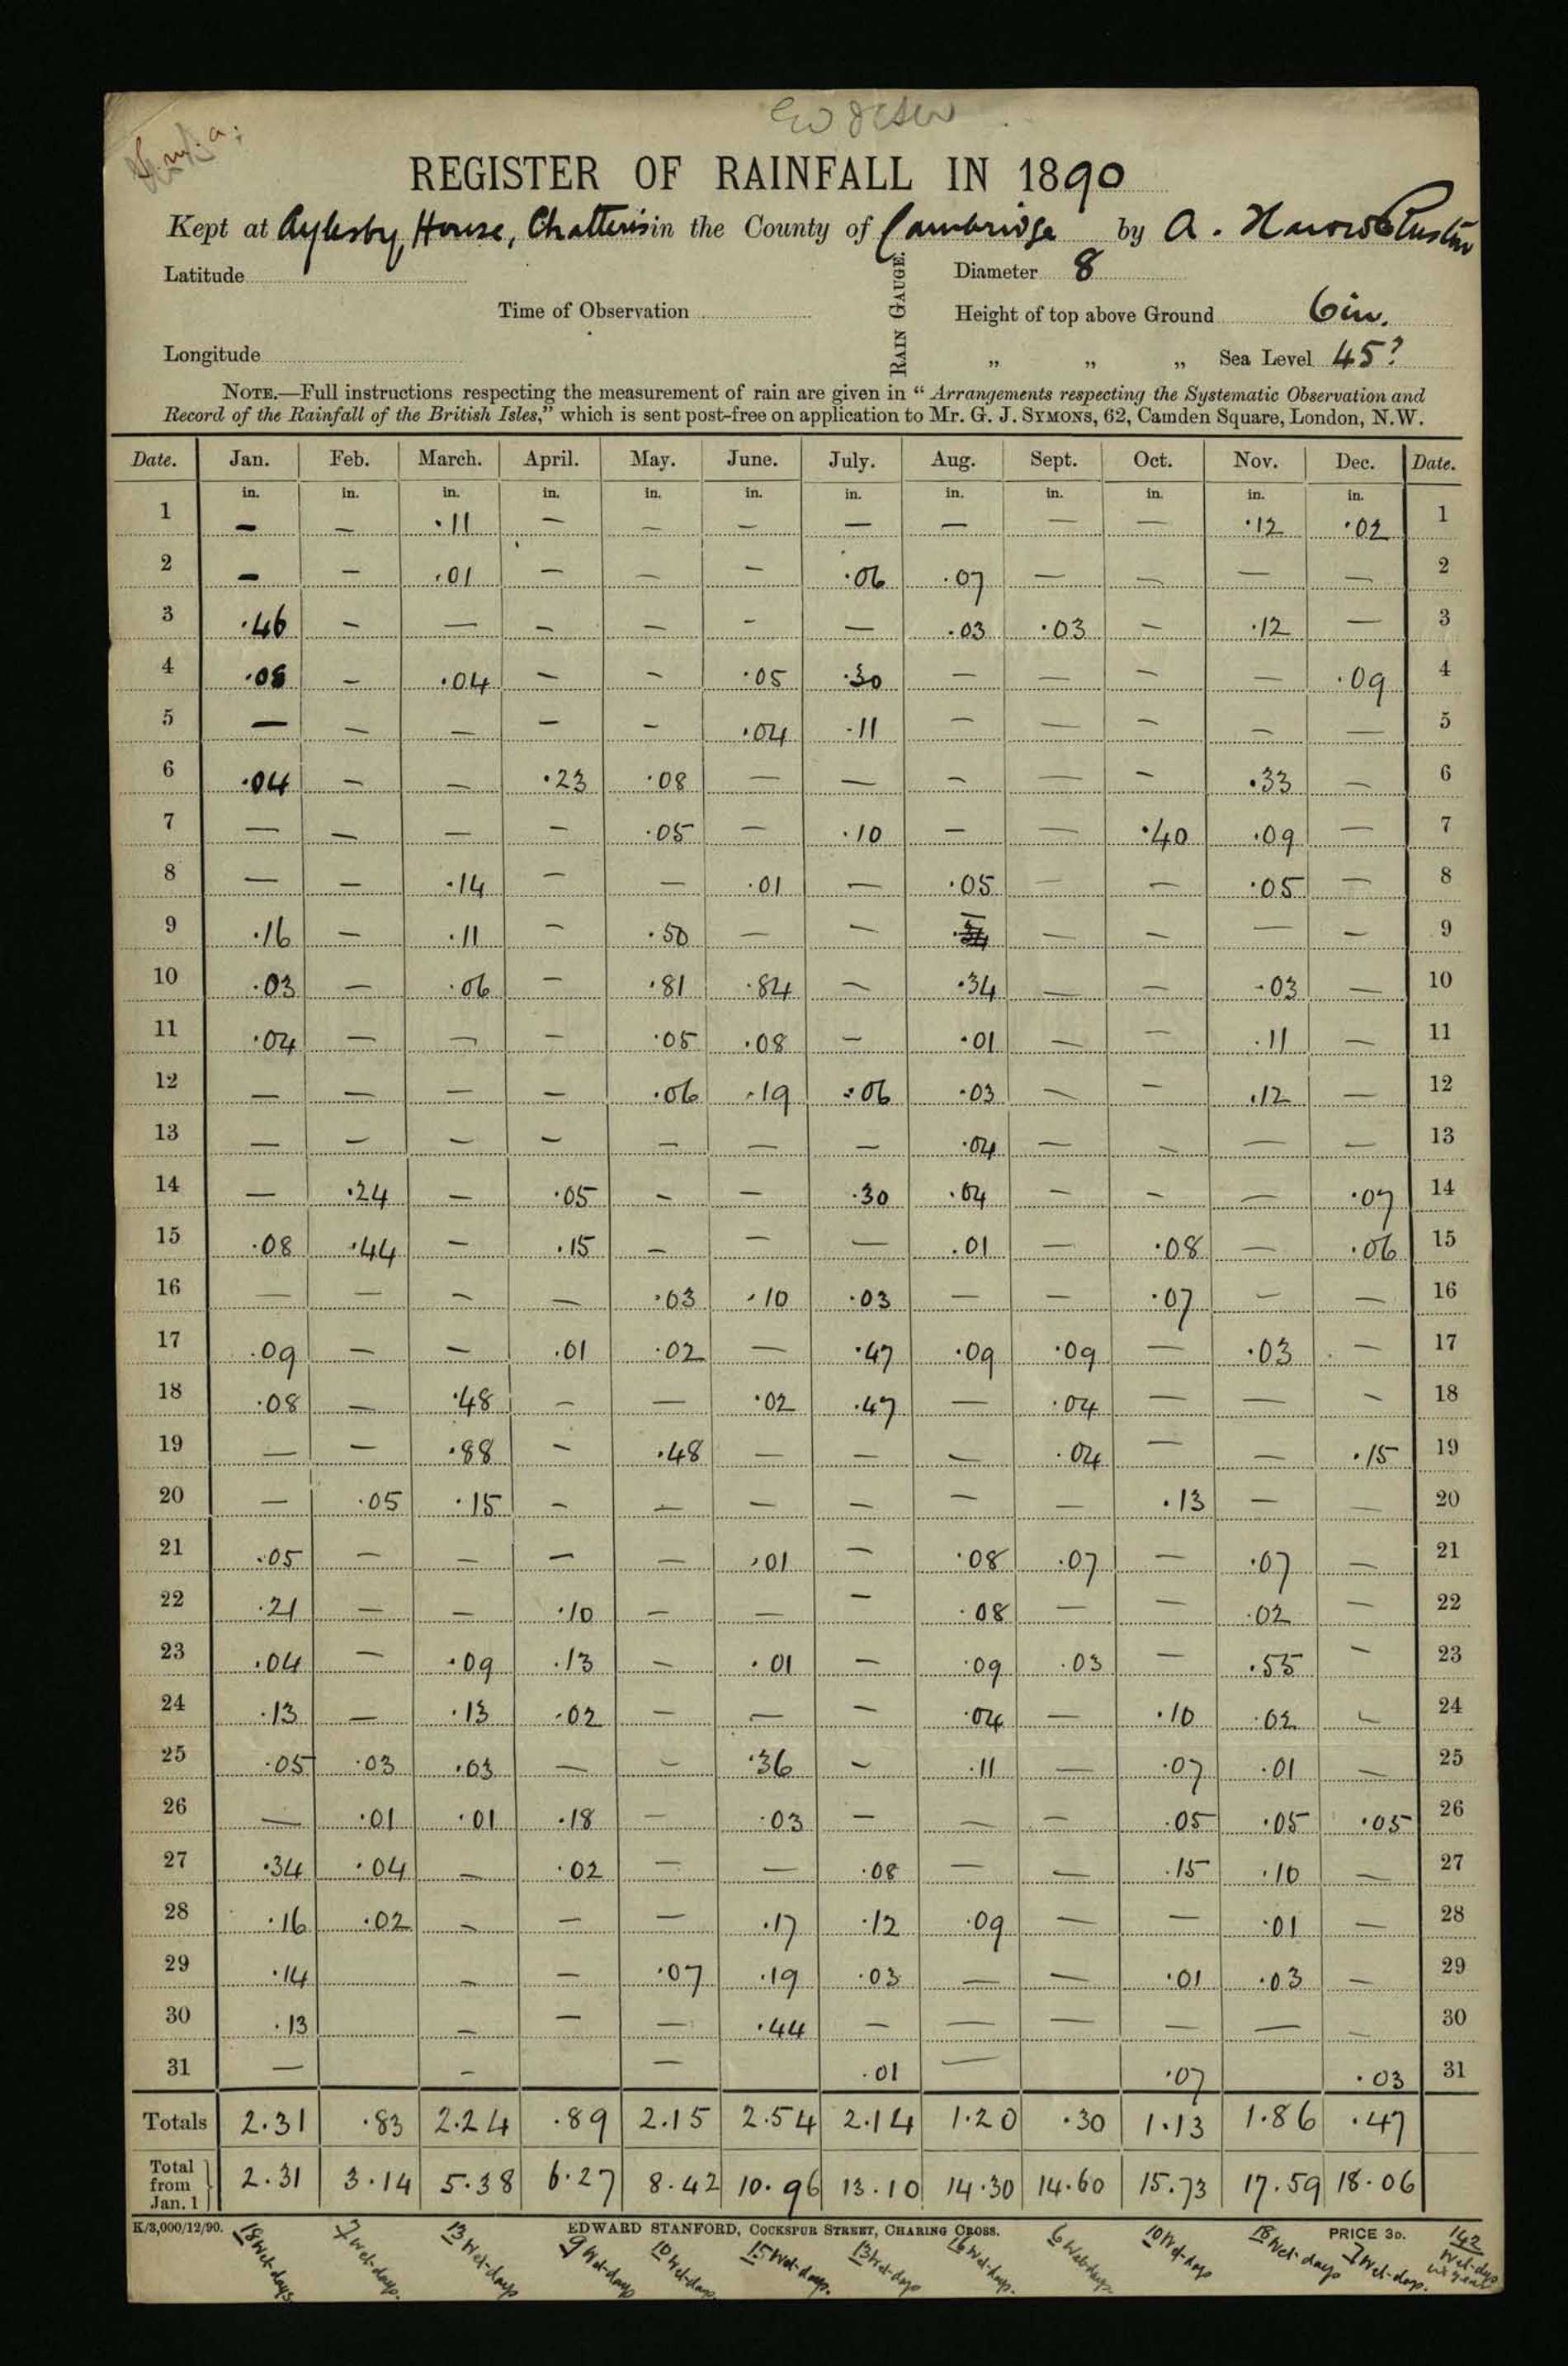 REGISTER OF RAINFALL IN 1890
Kept at Aylesby House, Chatteris in the County of Cambridge by A.
Latitude Diameter 8
Time of Observation RAIN GAUGE. Height of top above Ground 6 in.
Longitude „ „ „ Sea Level 45?
NOTE.—Full instructions respecting the measurement of rain are given in “Arrangements respecting the Systematic Observation and
Record of the Rainfall of the British Isles,” which is sent post-free on application to Mr. G. J. SYMONS, 62, Camden Square, London, N.W.
Date. Jan. Feb. March. April. May. June. July. Aug. Sept. Oct. Nov. Dec. Date.
in. in. in. in. in. in. in. in. in. in. in. in.
1 — — .11 — — — — — — — .12 .02 1
2 — — .01 — — — .06 .07 — — — — 2
3 .46 — — — — — — .03 .03 — .12 — 3
4 .08 — .04 — — .05 .30 — — — — .09 4
5 — — — — — .04 .11 — — — — — 5
6 .04 — — .23 .08 — — — — — .33 — 6
7 — — — — .05 — .10 — — .40 .09 — 7
8 — — .14 — — .01 — .05 — — .05 — 8
9 .16 — .11 — .50 — — — — — — — 9
10 .03 — .06 — .81 .84 — .34 — — .03 — 10
11 .04 — — — .05 .08 — .01 — — .11 — 11
12 — — — — .06 .19 .06 .03 — — .12 — 12
13 — — — — — — — .04 — — — — 13
14 — .24 — .05 — — .30 .04 — — — .07 14
15 .08 .44 — .15 — — — .01 — .08 — .06 15
16 — — — — .03 .10 .03 — — .07 — — 16
17 .09 — — .01 .02 — .47 .09 .09 — .03 — 17
18 .08 — .48 — — .02 .47 — .04 — — — 18
19 — — .88 — .48 — — — .04 — — .15 19
20 — .05 .15 — — — — — — .13 — — 20
21 .05 — — — — .01 — .08 .07 — .07 — 21
22 .21 — — .10 — — — .08 — — .02 — 22
23 .04 — .09 .13 — .01 — .09 .03 — .55 — 23
24 .13 — .13 .02 — — — .04 — .10 .02 — 24
25 .05 .03 .03 — — .36 — .11 — .07 .01 — 25
26 — .01 .01 .18 — .03 — — — .05 .05 .05 26
27 .34 .04 — .02 — — .08 — — .15 .10 — 27
28 .16 .02 — — — .17 .12 .09 — — .01 — 28
29 .14 — — .07 .19 .03 — — .01 .03 — 29
30 .13 — — — .44 — — — — — — 30
31 — — — .01 — .07 .03 31
Totals 2.31 .83 2.24 .89 2.15 2.54 2.14 1.20 .30 1.13 1.86 .47
Total from Jan. 1 2.31 3.14 5.38 6.27 8.42 10.96 13.10 14.30 14.60 15.73 17.59 18.06
K/3,000/12/90. EDWARD STANFORD, COCKSPUR STREET, CHARING CROSS. PRICE 3D.
18 Wet-days 7 Wet-days. 13 Wet-days 9 Wet-days 10 Wet-days 15 Wet-days. 13 Wet-days 16 Wet-days. 6 Wet-days. 10 Wet-days 18 Wet-days 7 Wet-days. 142 Wet-days in year